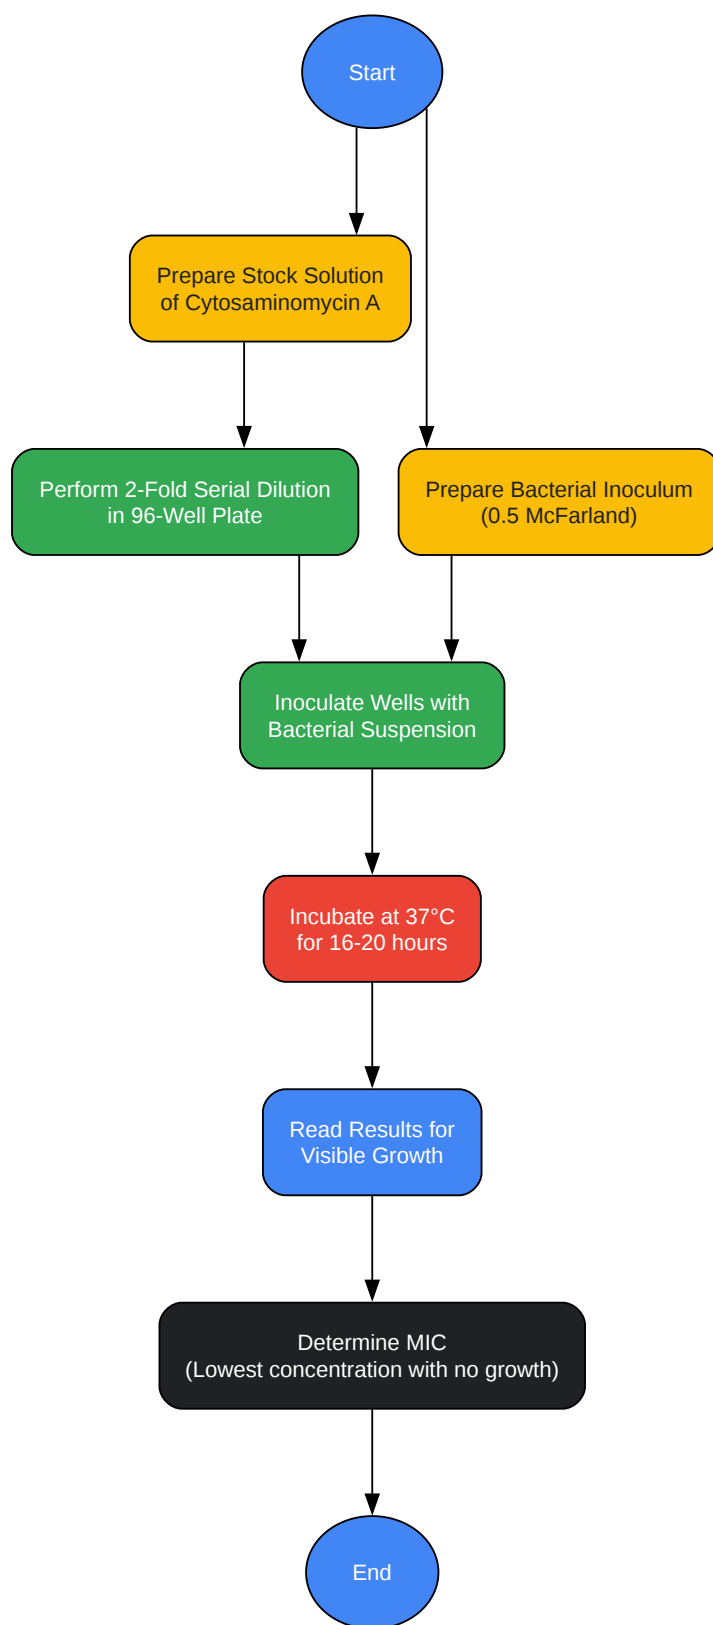 Start
Prepare Stock Solution
of Cytosaminomycin A
Perform 2-Fold Serial Dilution
in 96-Well Plate
Prepare Bacterial Inoculum
(0.5 McFarland)
Inoculate Wells with
Bacterial Suspension
Incubate at 37°C
for 16-20 hours
Read Results for
Visible Growth
Determine MIC
(Lowest concentration with no growth)
End